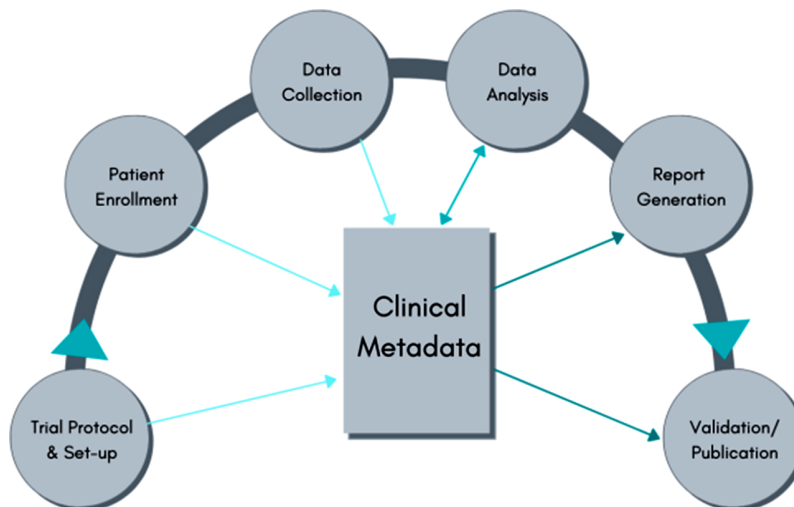 Data
Collection
Data
Analysis
Patient
Enrollment
Report
Generation
Clinical
Metadata
Trial Protocol
& Set-up
Validation/
Publication